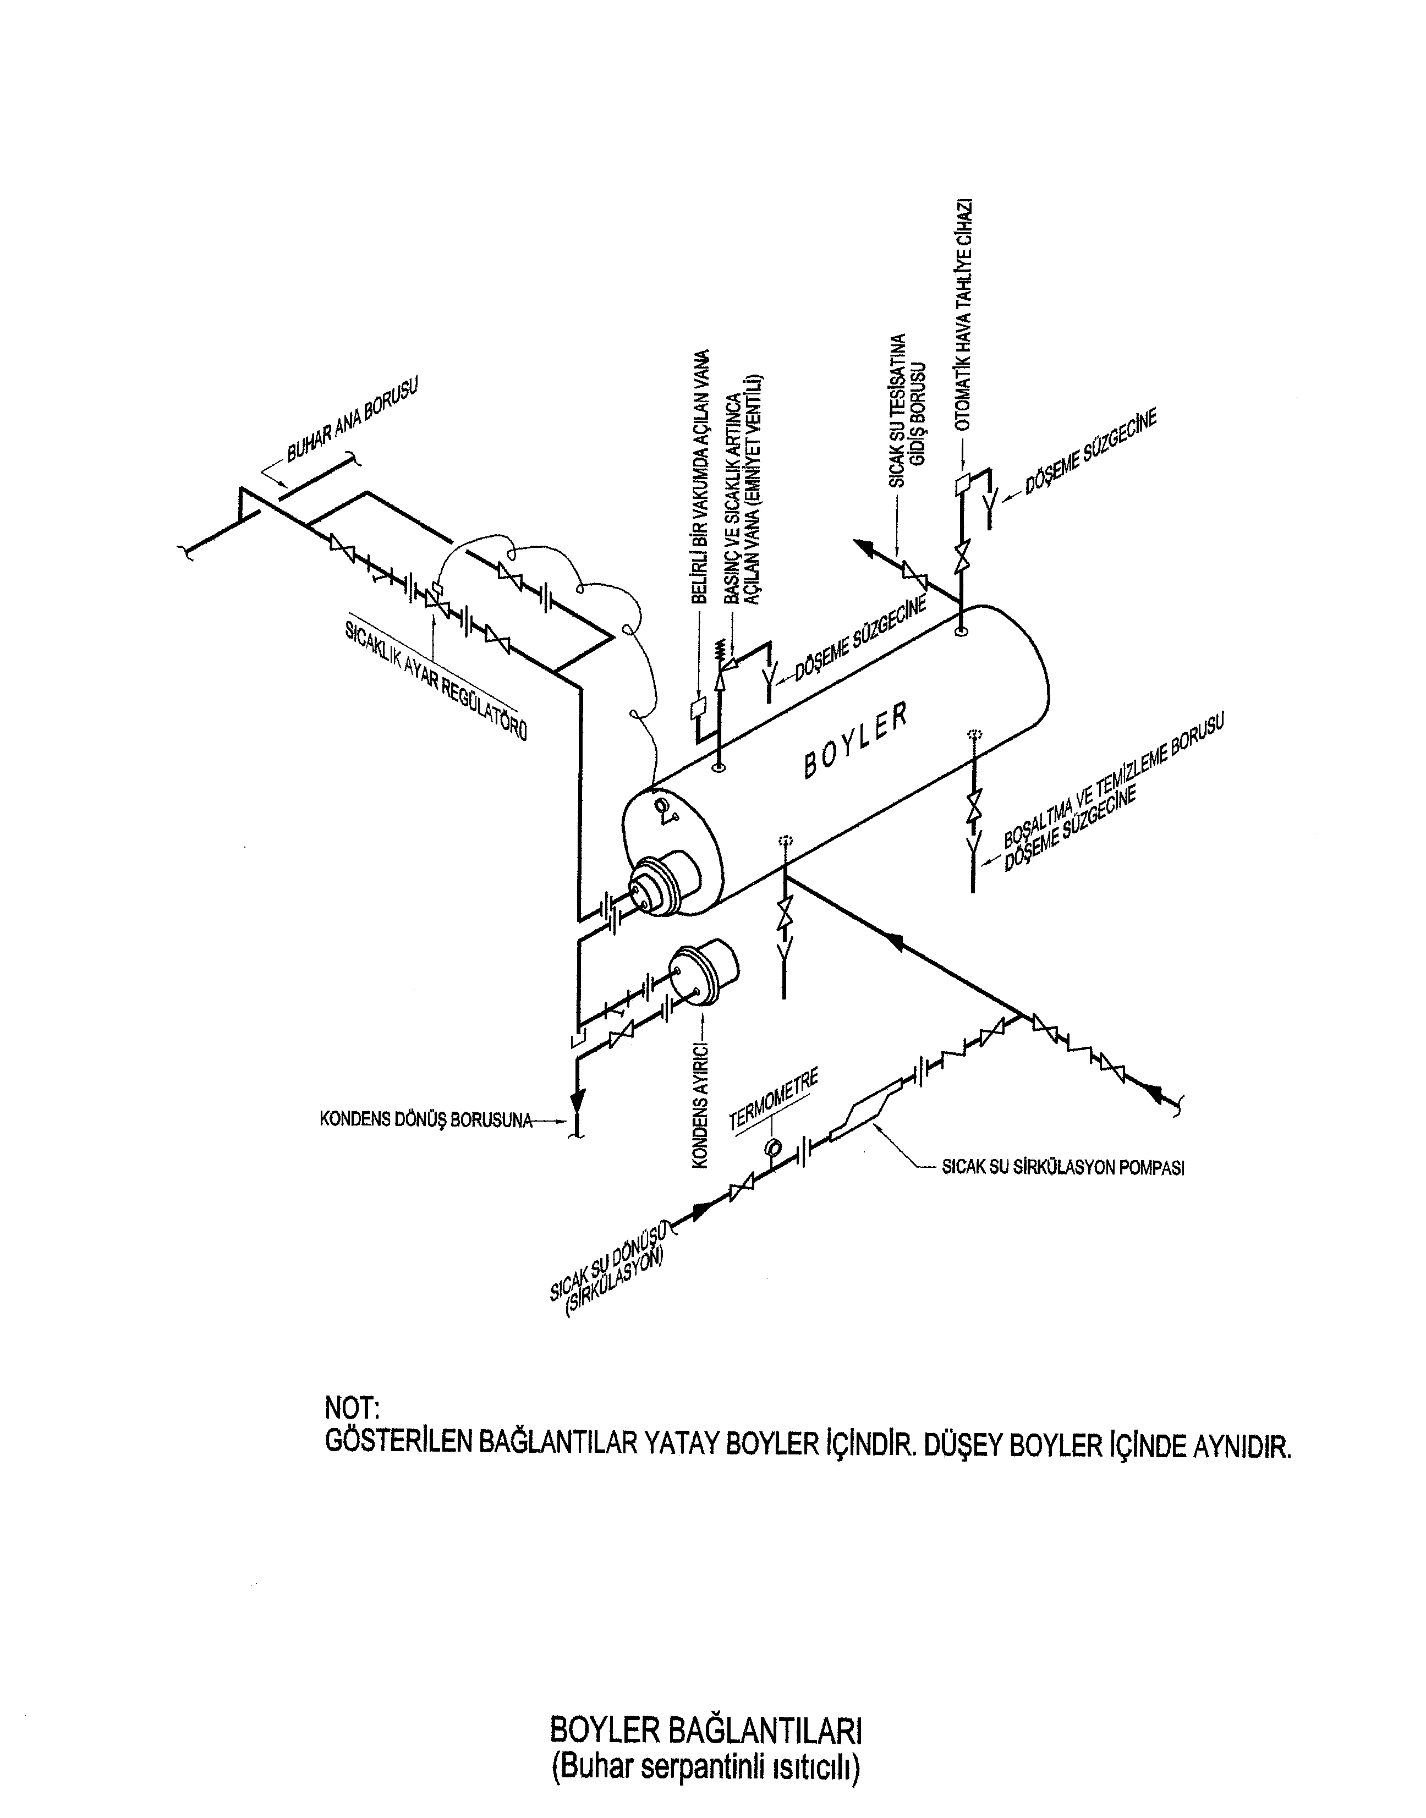 OTOMATİK HAVA TAHLİYE CİHAZI
SICAK SU TESİSATINA
GİDİŞ BORUSU
BELİRLİ BİR VAKUMDA AÇILAN VANA
BASINÇ VE SICAKLIK ARTINCA
AÇILAN VANA (EMNİYET VENTİLİ)
BUHAR ANA BORUSU
DÖŞEME SÜZGECİNE
DÖŞEME SÜZGECİNE
SICAKLIK AYAR REGÜLATÖRÜ
BOYLER
BOŞALTMA VE TEMİZLEME BORUSU
DÖŞEME SÜZGECİNE
KONDENS AYIRICI
TERMOMETRE
KONDENS DÖNÜŞ BORUSUNA
SICAK SU SİRKÜLASYON POMPASI
SICAK SU DÖNÜŞÜ
(SİRKÜLASYON)
NOT:
GÖSTERİLEN BAĞLANTILAR YATAY BOYLER İÇİNDİR. DÜŞEY BOYLER İÇİNDE AYNIDIR.
BOYLER BAĞLANTILARI
(Buhar serpantinli ısıtıcılı)